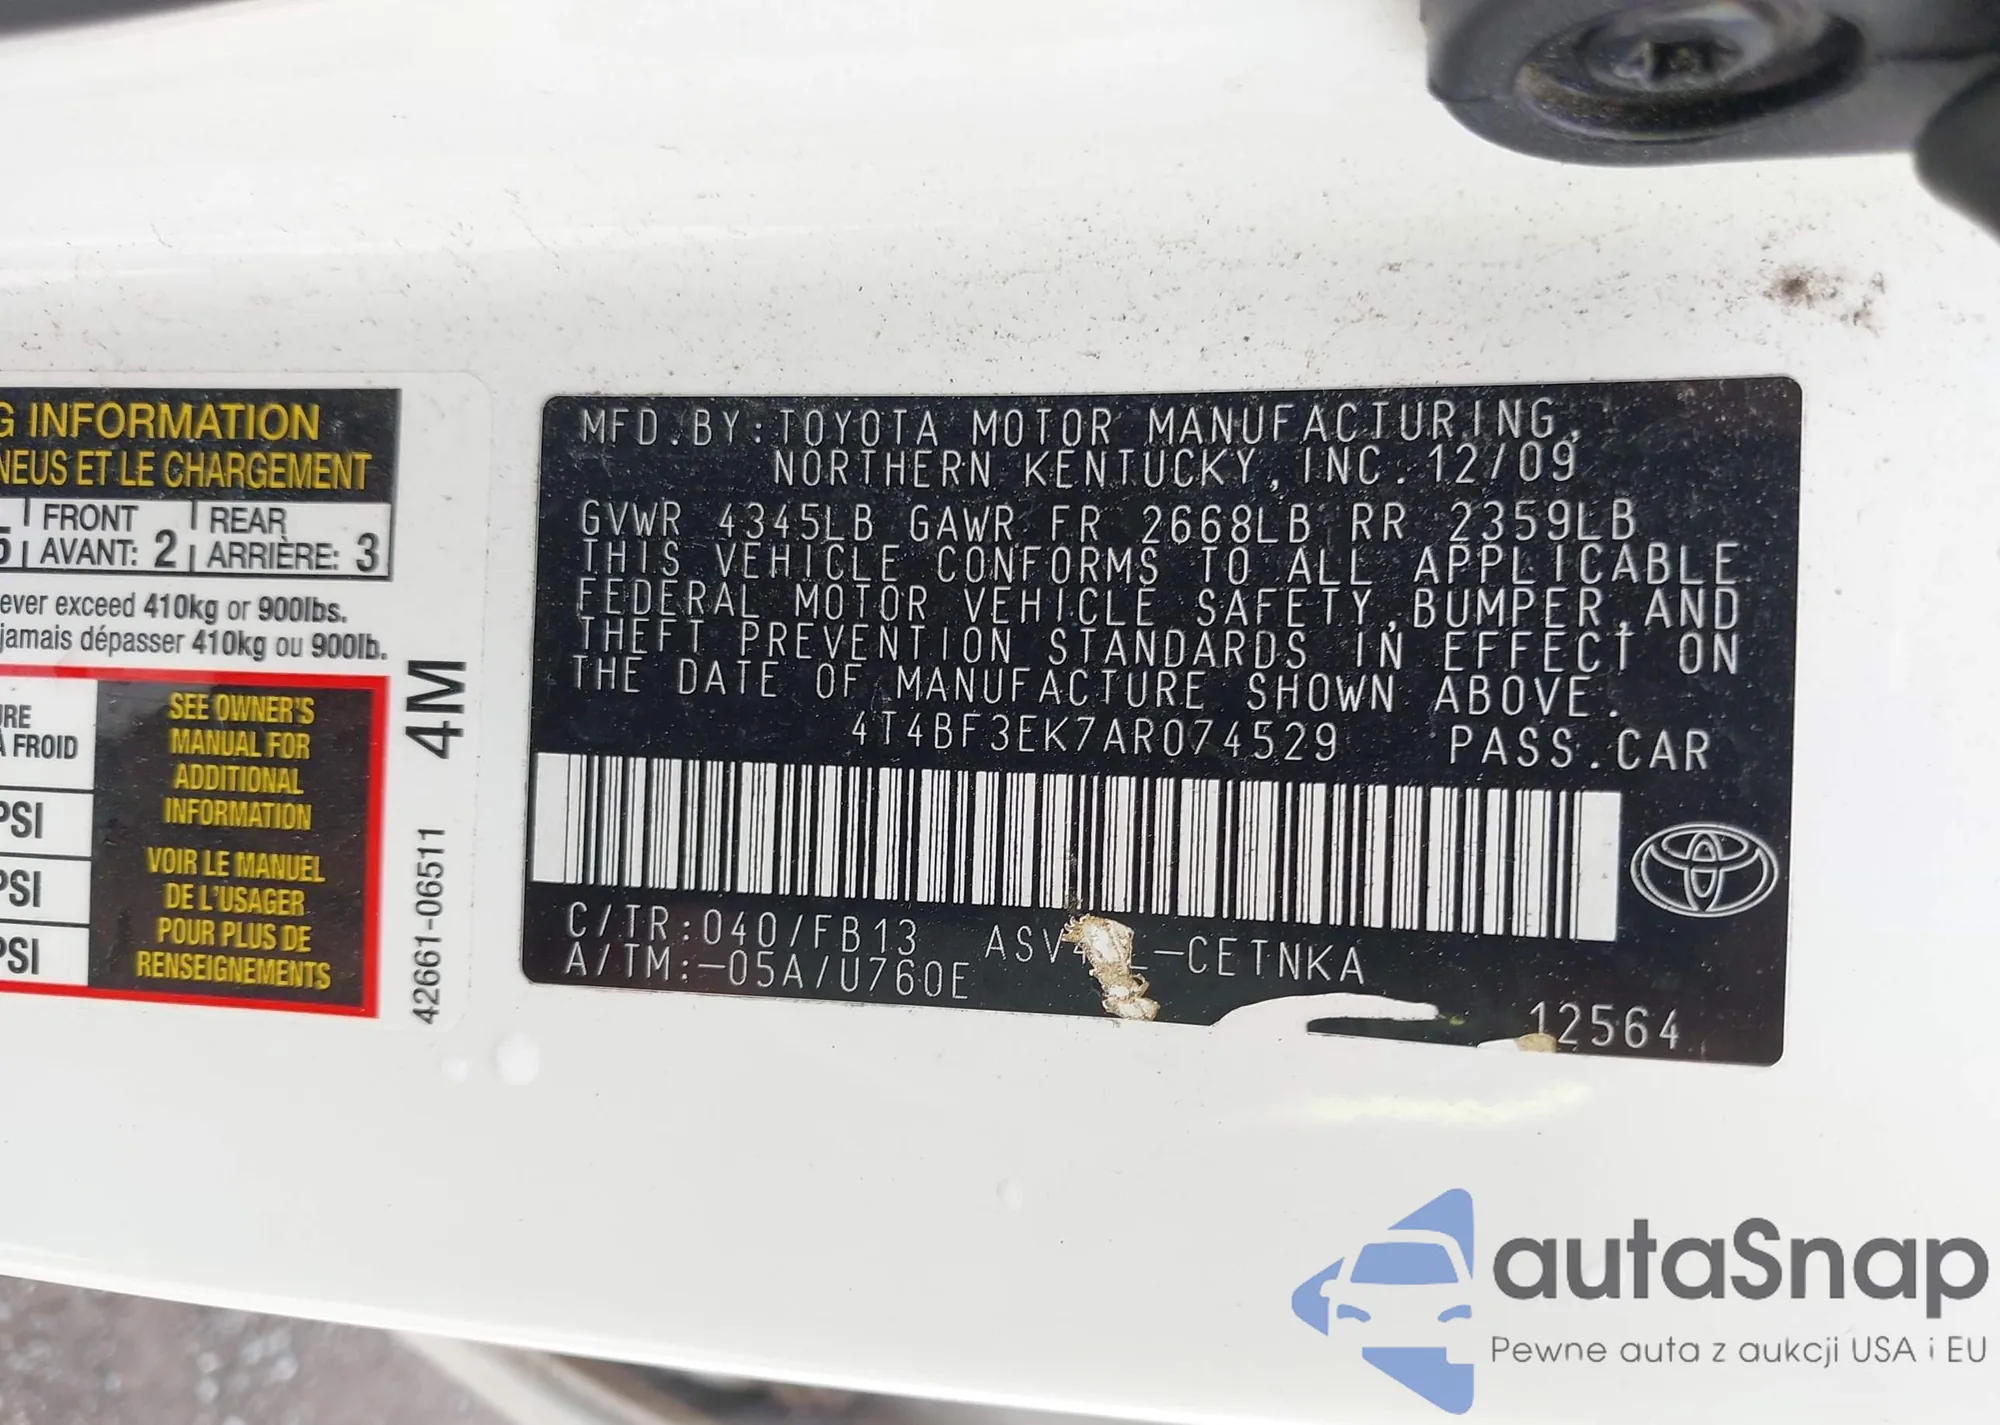 G INFORMATION
NEUS ET LE CHARGEMENT
FRONT
AVANT: 2
REAR
ARRIÈRE: 3
ever exceed 410kg or 900lbs.
jamais dépasser 410kg ou 900lb.
URE
À FROID
PSI
PSI
PSI
SEE OWNER'S
MANUAL FOR
ADDITIONAL
INFORMATION
VOIR LE MANUEL
DE L'USAGER
POUR PLUS DE
RENSEIGNEMENTS
4M
42661-06511
MFD.BY:TOYOTA MOTOR MANUFACTURING,
NORTHERN KENTUCKY, INC. 12/09
GVWR 4345LB GAWR FR 2668LB RR 2359LB
THIS VEHICLE CONFORMS TO ALL APPLICABLE
FEDERAL MOTOR VEHICLE SAFETY,BUMPER,AND
THEFT PREVENTION STANDARDS IN EFFECT ON
THE DATE OF MANUFACTURE SHOWN ABOVE.
4T4BF3EK7AR074529 PASS.CAR
C/TR:040/FB13
A/TM:-05A/U760E
L-CETNKA
12564
autaSnap
Pewne auta z aukcji USA i EU